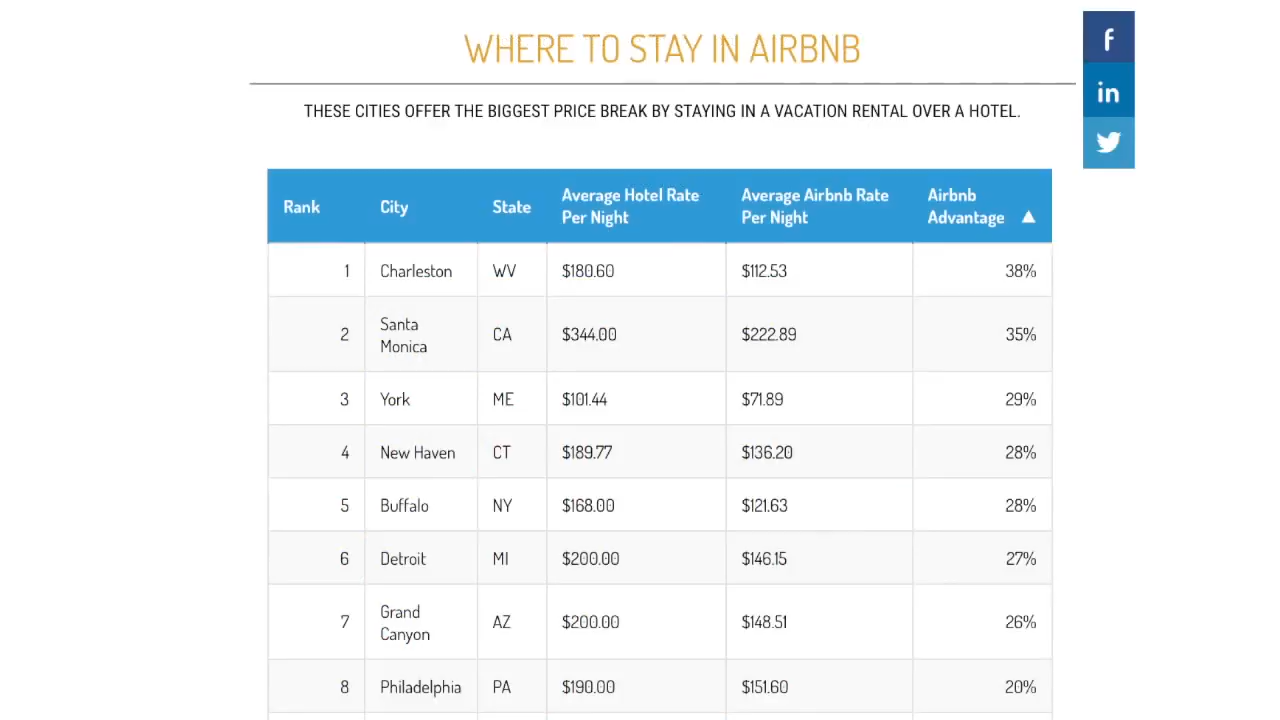 WHERE TO STAY IN AIRBNB
THESE CITIES OFFER THE BIGGEST PRICE BREAK BY STAYING IN A VACATION RENTAL OVER A HOTEL.
f
in
Rank City State Average Hotel Rate Per Night Average Airbnb Rate Per Night Airbnb Advantage ▲
1 Charleston WV $180.60 $112.53 38%
2 Santa Monica CA $344.00 $222.89 35%
3 York ME $101.44 $71.89 29%
4 New Haven CT $189.77 $136.20 28%
5 Buffalo NY $168.00 $121.63 28%
6 Detroit MI $200.00 $146.15 27%
7 Grand Canyon AZ $200.00 $148.51 26%
8 Philadelphia PA $190.00 $151.60 20%